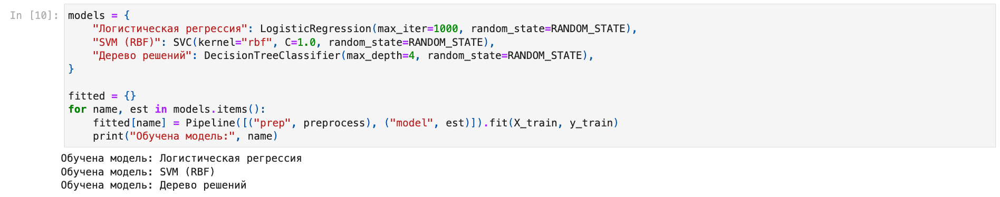 In [10]:
models = {
    "Логистическая регрессия": LogisticRegression(max_iter=1000, random_state=RANDOM_STATE),
    "SVM (RBF)": SVC(kernel="rbf", C=1.0, random_state=RANDOM_STATE),
    "Дерево решений": DecisionTreeClassifier(max_depth=4, random_state=RANDOM_STATE),
}

fitted = {}
for name, est in models.items():
    fitted[name] = Pipeline([("prep", preprocess), ("model", est)]).fit(X_train, y_train)
    print("Обучена модель:", name)
Обучена модель: Логистическая регрессия
Обучена модель: SVM (RBF)
Обучена модель: Дерево решений